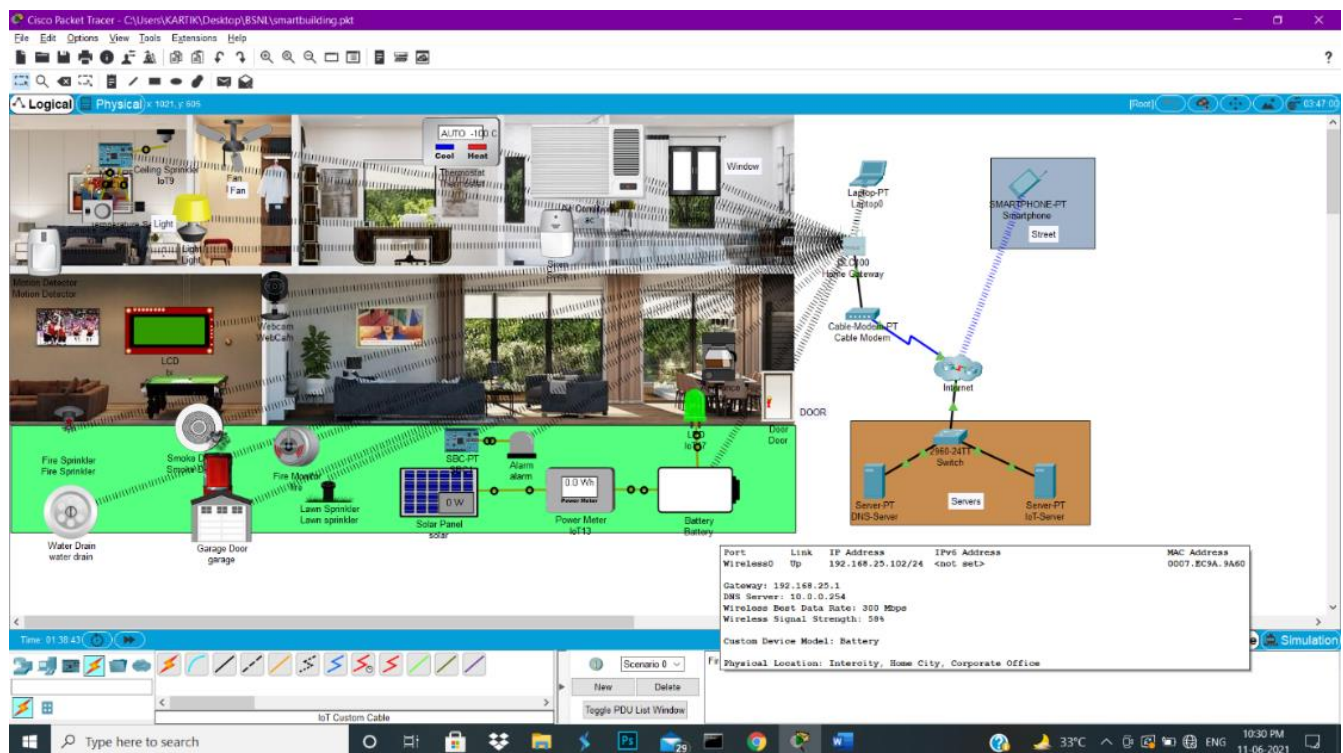 Cisco Packet Tracer - C:\Users\KARTIK\Desktop\BSNL\smartbuilding.pkt
File Edit Options View Tools Extensions Help
?
Logical Physical x: 1021, y: 605
[Root] 03:47:00
AUTO -100 C
Cool Heat
Thermostat
Ceiling Sprinkler
IoT9
Fan
Fan
Window
Light
Light
Light
Motion Detector
Motion Detector
Webcam
WebCam
LCD
tv
Laptop-PT
Laptop0
SMARTPHONE-PT
Smartphone
Street
Home Gateway
Cable-Modem-PT
Cable Modem
Internet
DOOR
Door
Door
2960-24TT
Switch
Server-PT
DNS-Server
Servers
Server-PT
IoT-Server
Fire Sprinkler
Fire Sprinkler
Fire Monitor
fire
SBC-PT
Alarm
alarm
Lawn Sprinkler
Lawn sprinkler
0 W
Solar Panel
solar
0.0 Wh
Power Meter
Power Meter
IoT13
Battery
Battery
Water Drain
water drain
Garage Door
garage
Port Link IP Address IPv6 Address MAC Address
Wireless0 Up 192.168.25.102/24 <not set> 0007.EC9A.9A60
Gateway: 192.168.25.1
DNS Server: 10.0.0.254
Wireless Best Data Rate: 300 Mbps
Wireless Signal Strength: 58%
Custom Device Model: Battery
Physical Location: Intercity, Home City, Corporate Office
Time: 01:38:43
Simulation
Scenario 0
New Delete
Toggle PDU List Window
IoT Custom Cable
Type here to search
Ps
29
33°C
ENG
10:30 PM
11-06-2021